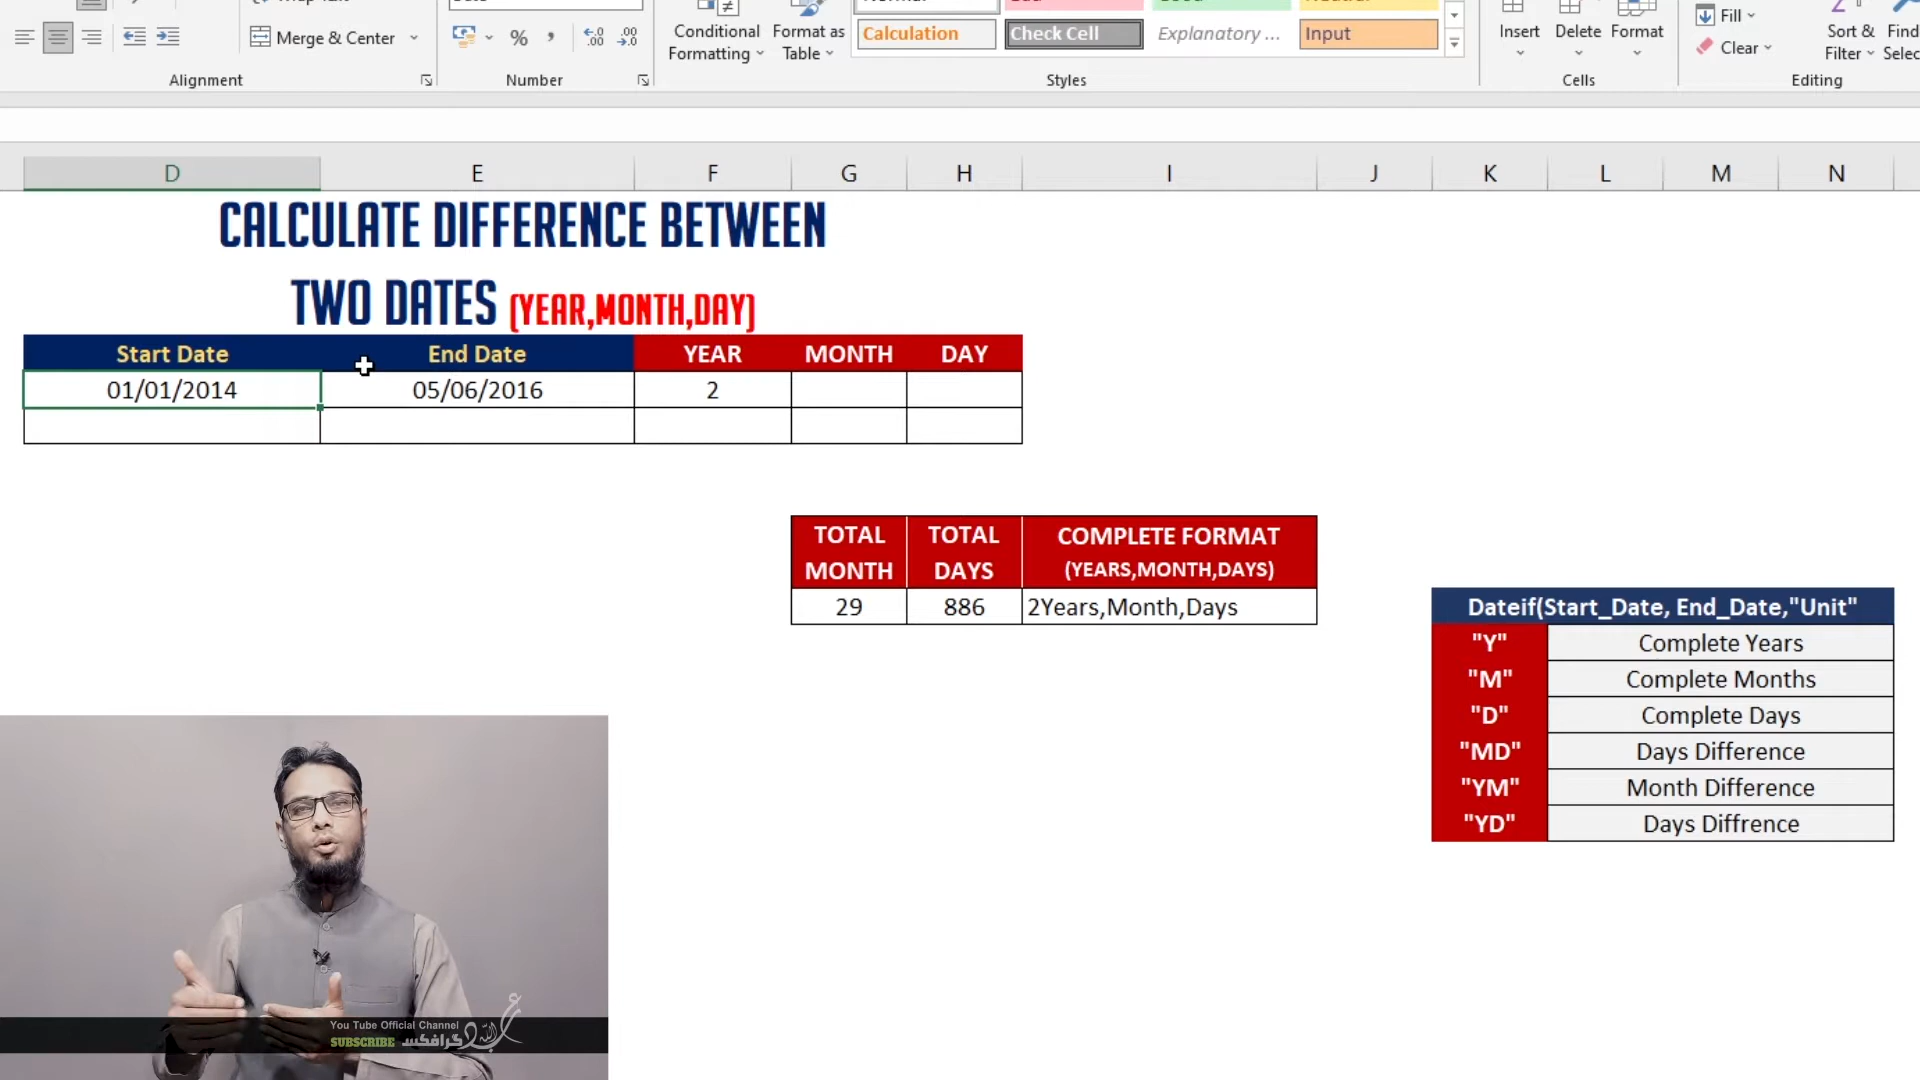 Merge & Center
Conditional
Formatting
Format as
Table
Calculation
Check Cell
Explanatory ...
Input
Insert
Delete
Format
Fill
Clear
Sort &
Filter
Find
Selec
Alignment
Number
Styles
Cells
Editing
D E F G H I J K L M N
CALCULATE DIFFERENCE BETWEEN
TWO DATES (YEAR,MONTH,DAY)
Start Date End Date YEAR MONTH DAY
01/01/2014 05/06/2016 2
TOTAL MONTH
TOTAL DAYS
COMPLETE FORMAT
(YEARS,MONTH,DAYS)
29 886 2Years,Month,Days
Dateif(Start_Date, End_Date,"Unit"
"Y" Complete Years
"M" Complete Months
"D" Complete Days
"MD" Days Difference
"YM" Month Difference
"YD" Days Diffrence
You Tube Official Channel
SUBSCRIBE
گرافکس